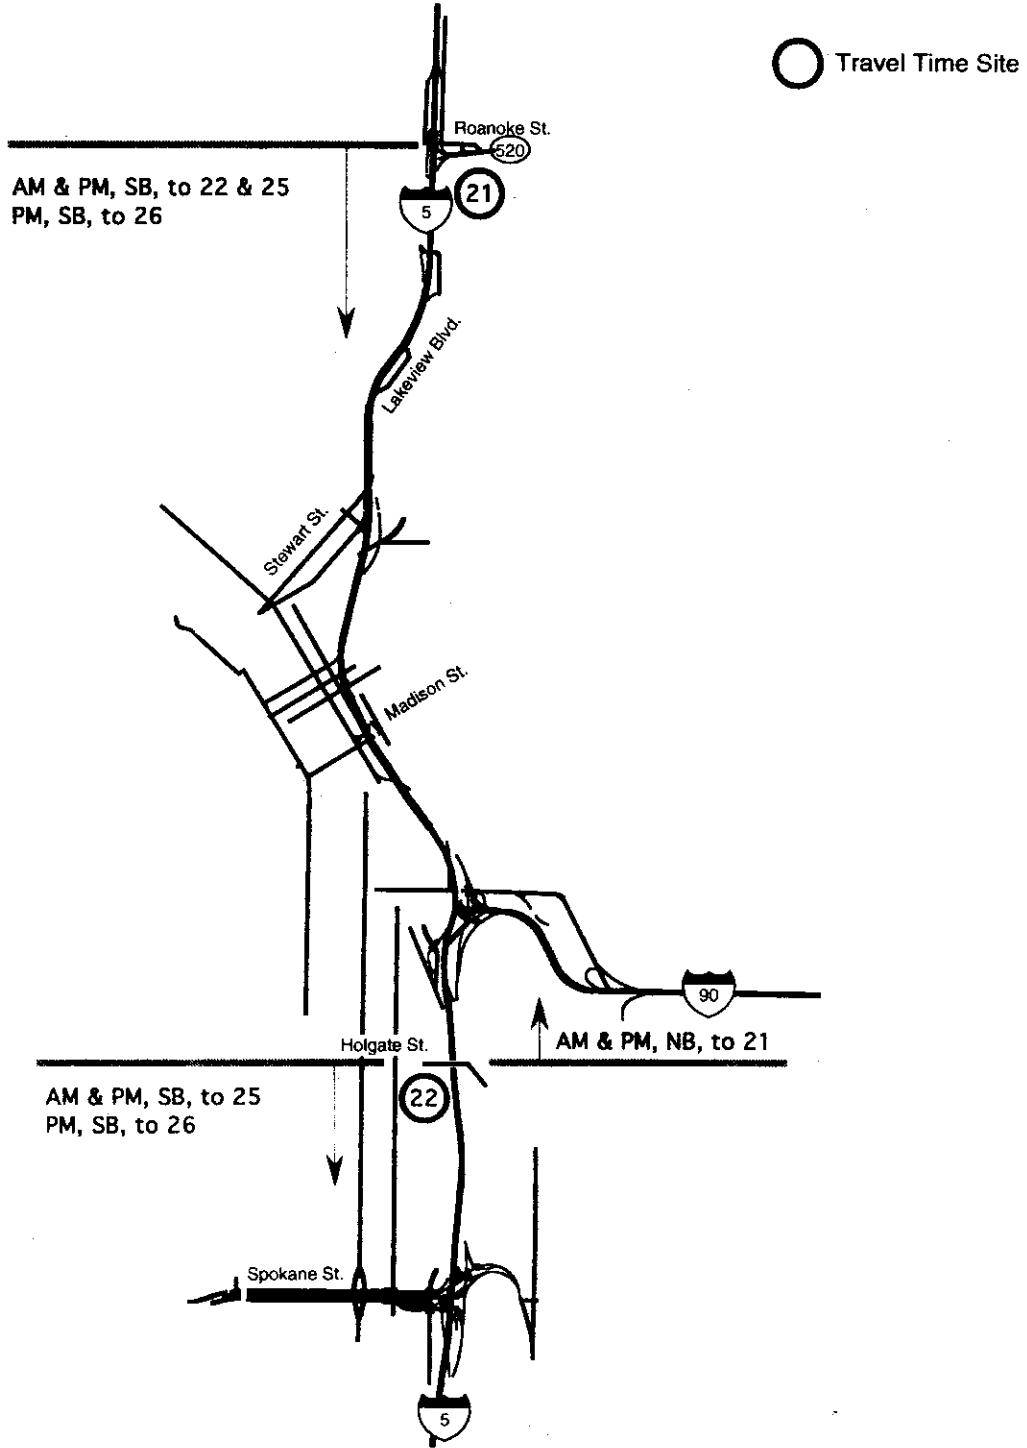 Travel Time Site
Roanoke St.
520
AM & PM, SB, to 22 & 25
PM, SB, to 26
21
5
Lakeview Blvd.
Stewart St.
Madison St.
90
AM & PM, NB, to 21
Holgate St.
AM & PM, SB, to 25
PM, SB, to 26
22
Spokane St.
5